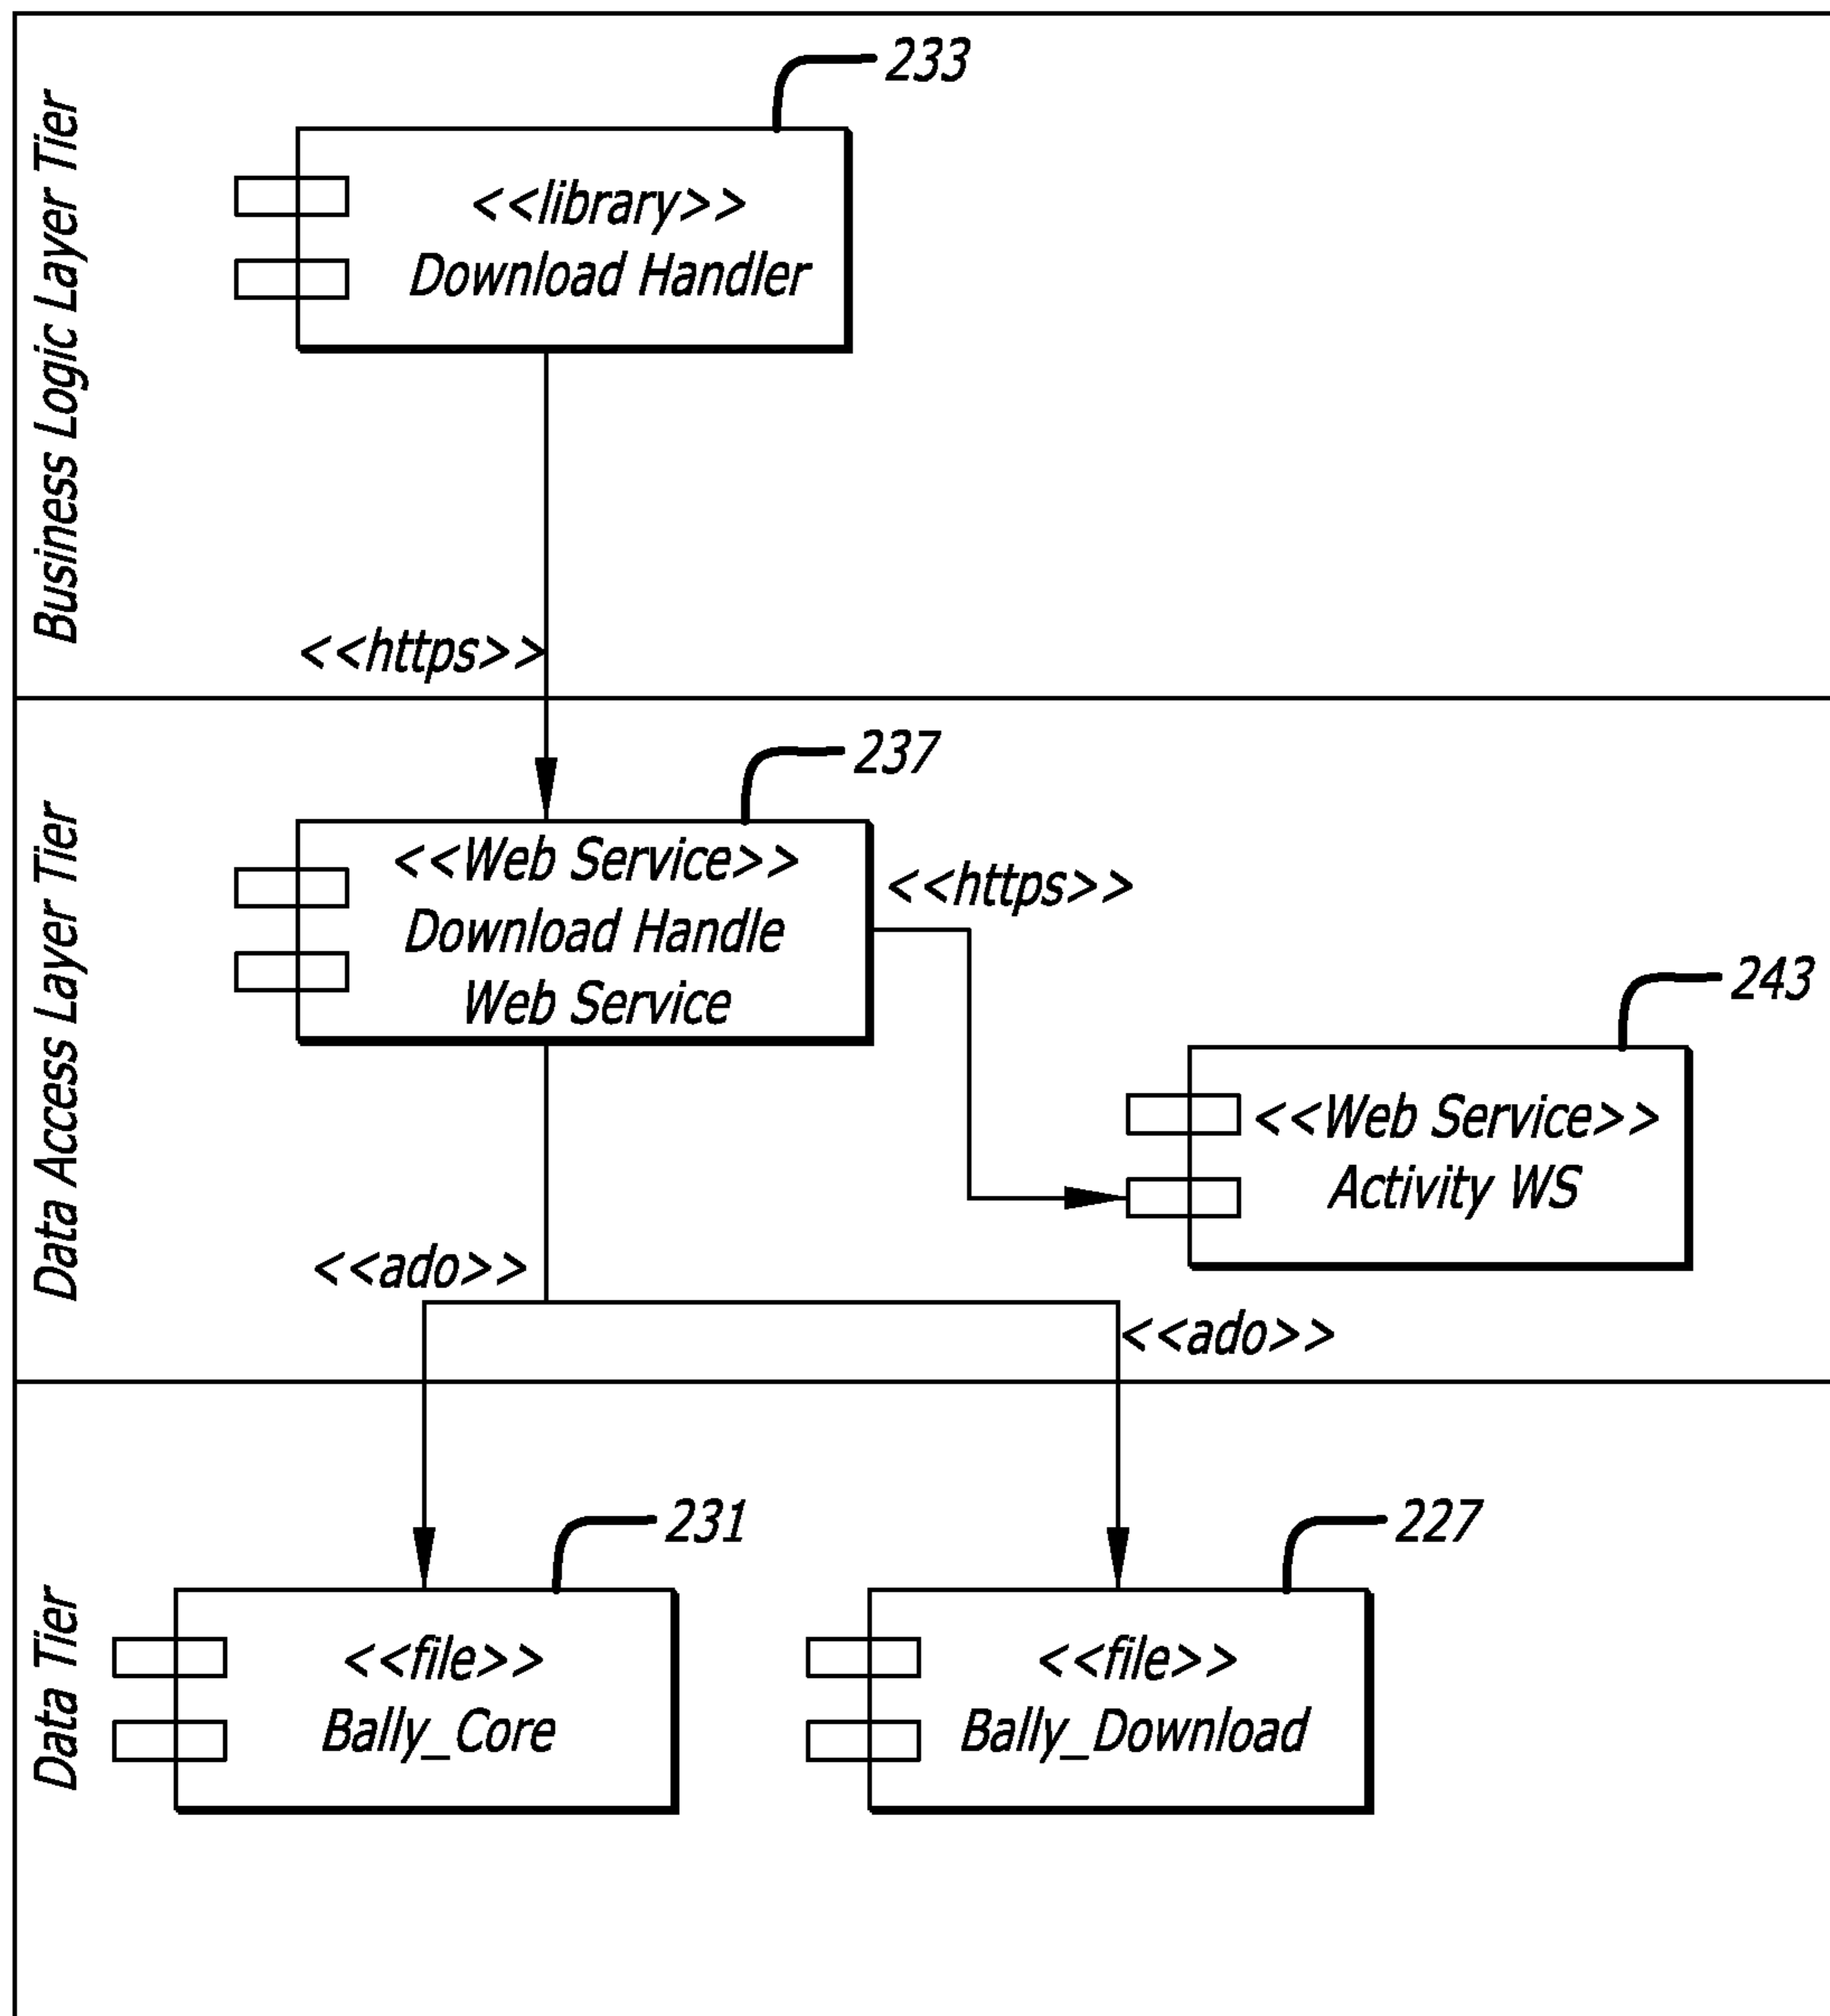 Business Logic Layer Tier
233
<<library>>
Download Handler
<<https>>
Data Access Layer Tier
237
<<Web Service>>
Download Handle
Web Service
<<https>>
243
<<Web Service>>
Activity WS
<<ado>>
<<ado>>
Data Tier
231
<<file>>
Bally_Core
227
<<file>>
Bally_Download